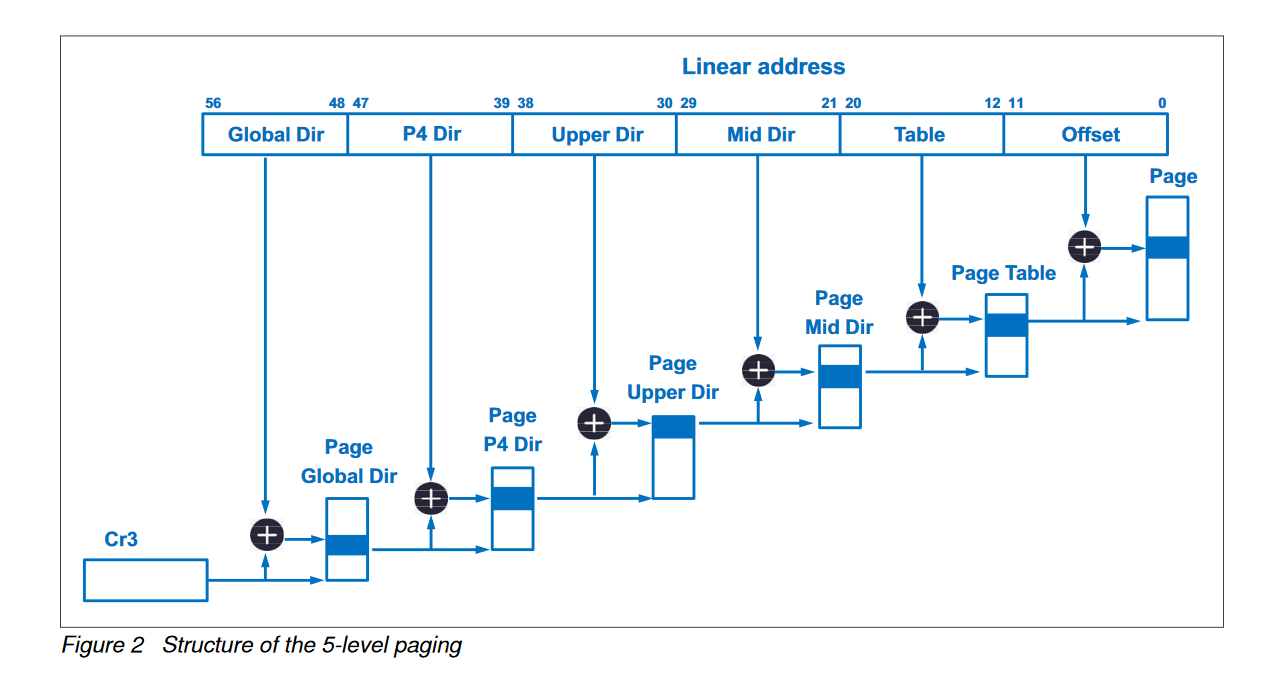 Linear address
56 48 47 39 38 30 29 21 20 12 11 0
Global Dir P4 Dir Upper Dir Mid Dir Table Offset
Page
Page Table
Page
Mid Dir
Page
Upper Dir
Page
P4 Dir
Page
Global Dir
Cr3
Figure 2 Structure of the 5-level paging